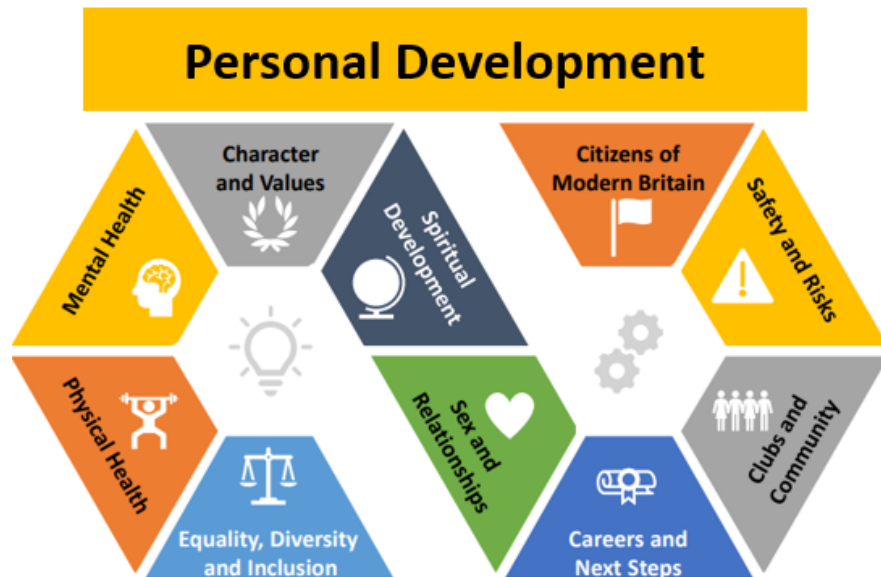 Personal Development
Character
and Values
Citizens of
Modern Britain
Mental Health
Spiritual
Development
Safety and Risks
Physical Health
Sex and
Relationships
Clubs and
Community
Equality, Diversity
and Inclusion
Careers and
Next Steps